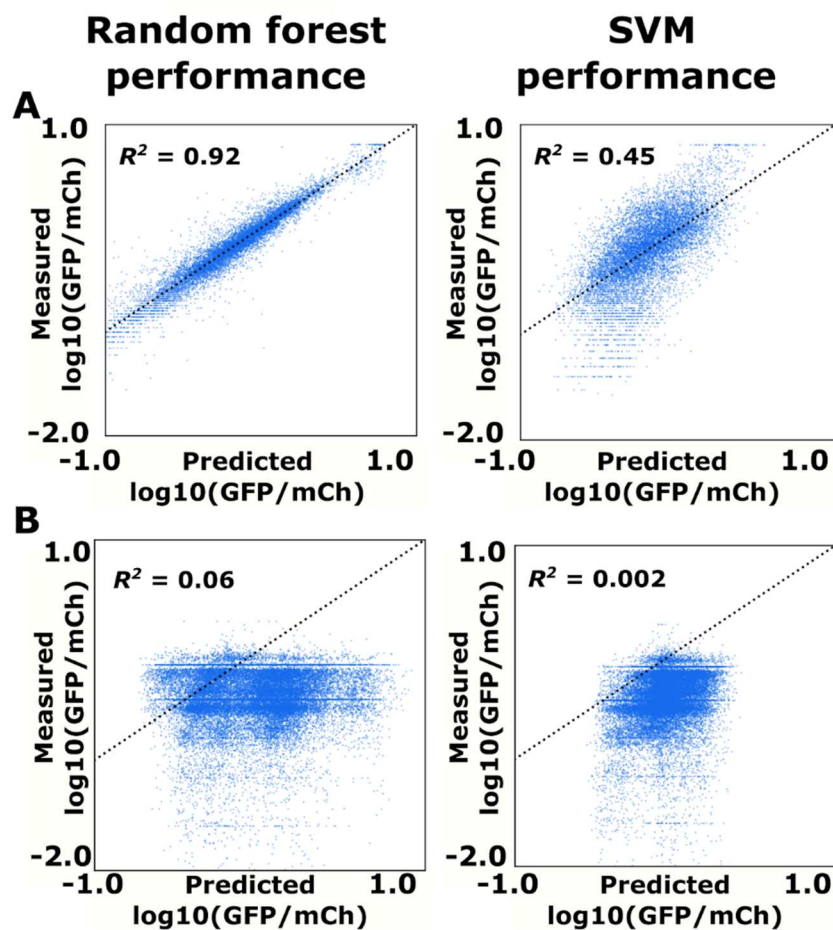 Random forest
performance
SVM
performance
A
1.0
R² = 0.92
Measured
log10(GFP/mCh)
-2.0
-1.0 Predicted 1.0
log10(GFP/mCh)
1.0
R² = 0.45
Measured
log10(GFP/mCh)
-2.0
-1.0 Predicted 1.0
log10(GFP/mCh)
B
1.0
R² = 0.06
Measured
log10(GFP/mCh)
-2.0
-1.0 Predicted 1.0
log10(GFP/mCh)
1.0
R² = 0.002
Measured
log10(GFP/mCh)
-2.0
-1.0 Predicted 1.0
log10(GFP/mCh)